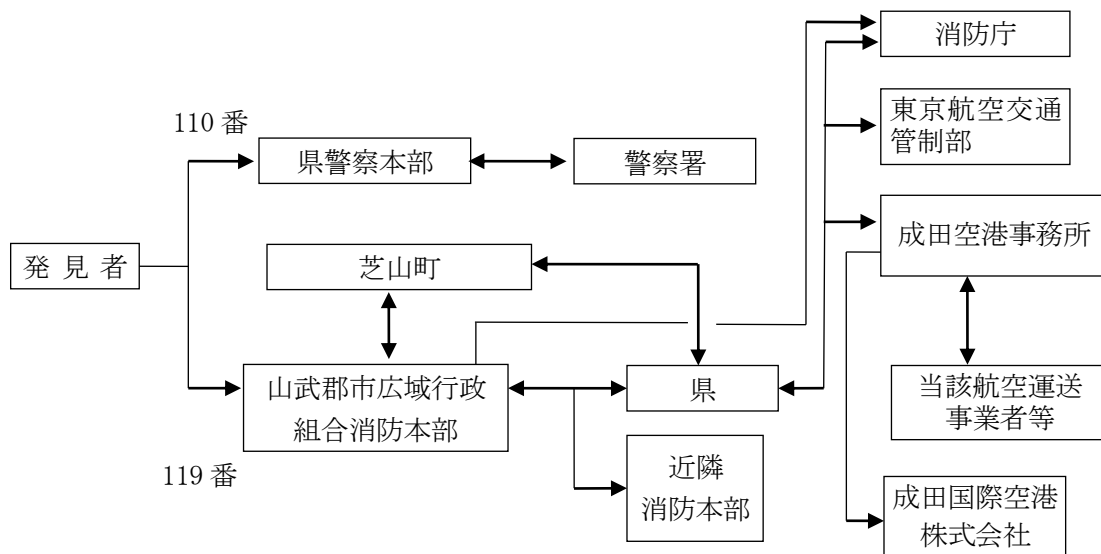 消防庁
110 番
東京航空交通
管制部
県警察本部
警察署
成田空港事務所
発 見 者
芝山町
山武郡市広域行政
組合消防本部
県
当該航空運送
事業者等
119 番
近隣
消防本部
成田国際空港
株式会社